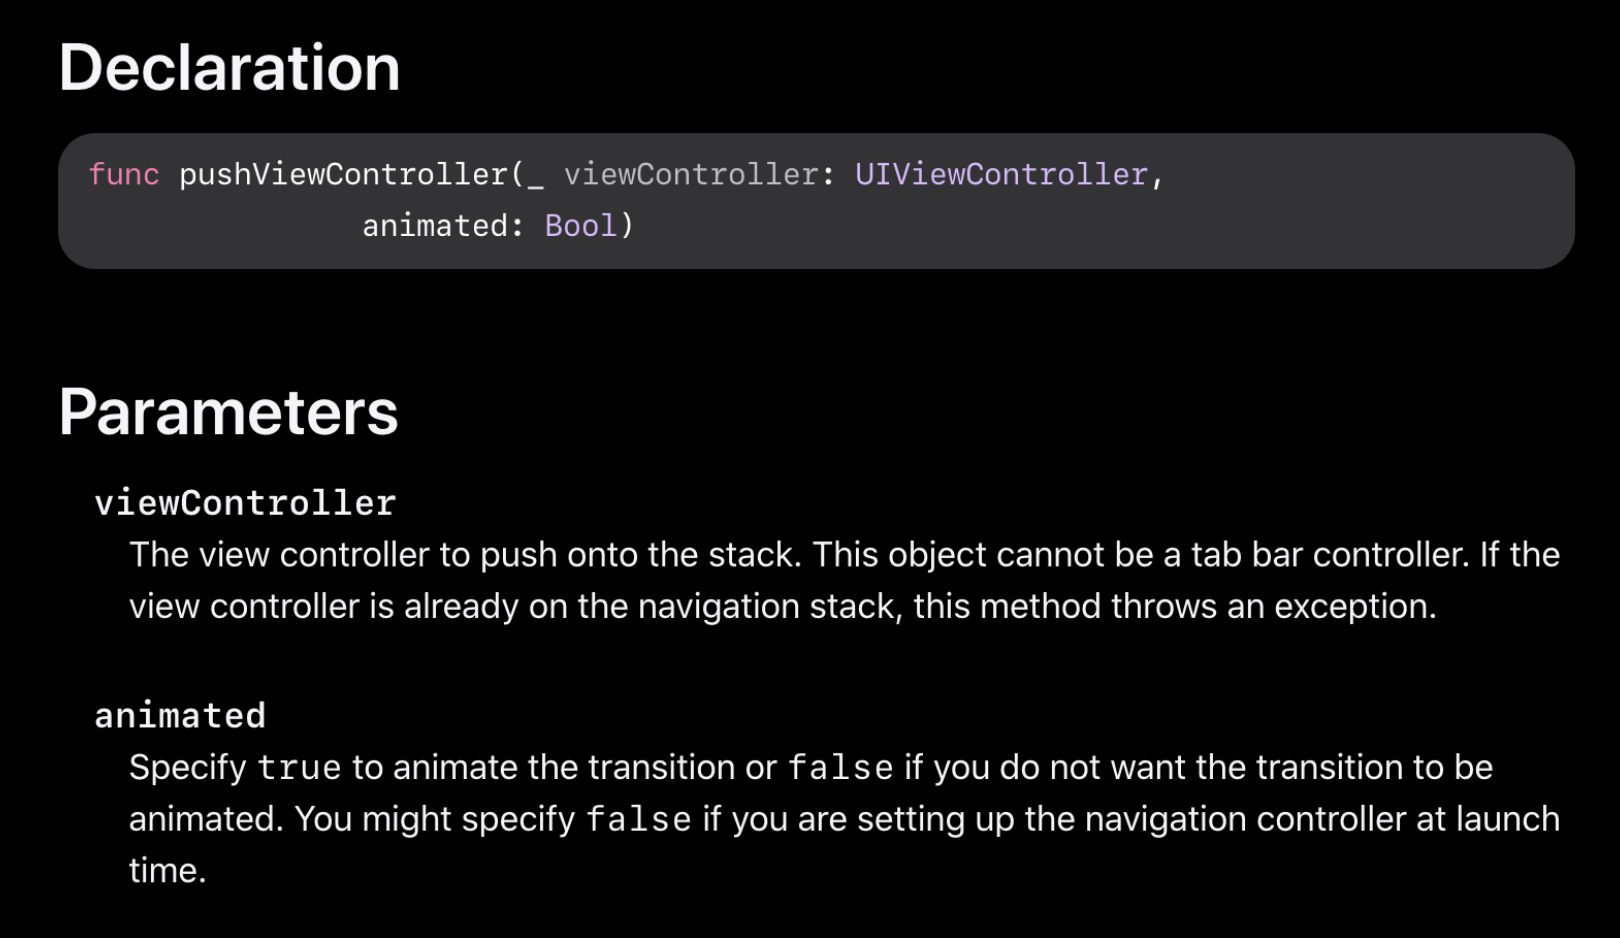 Declaration
func pushViewController(_ viewController: UIViewController,
animated: Bool)
Parameters
viewController
The view controller to push onto the stack. This object cannot be a tab bar controller. If the
view controller is already on the navigation stack, this method throws an exception.
animated
Specify true to animate the transition or false if you do not want the transition to be
animated. You might specify false if you are setting up the navigation controller at launch
time.